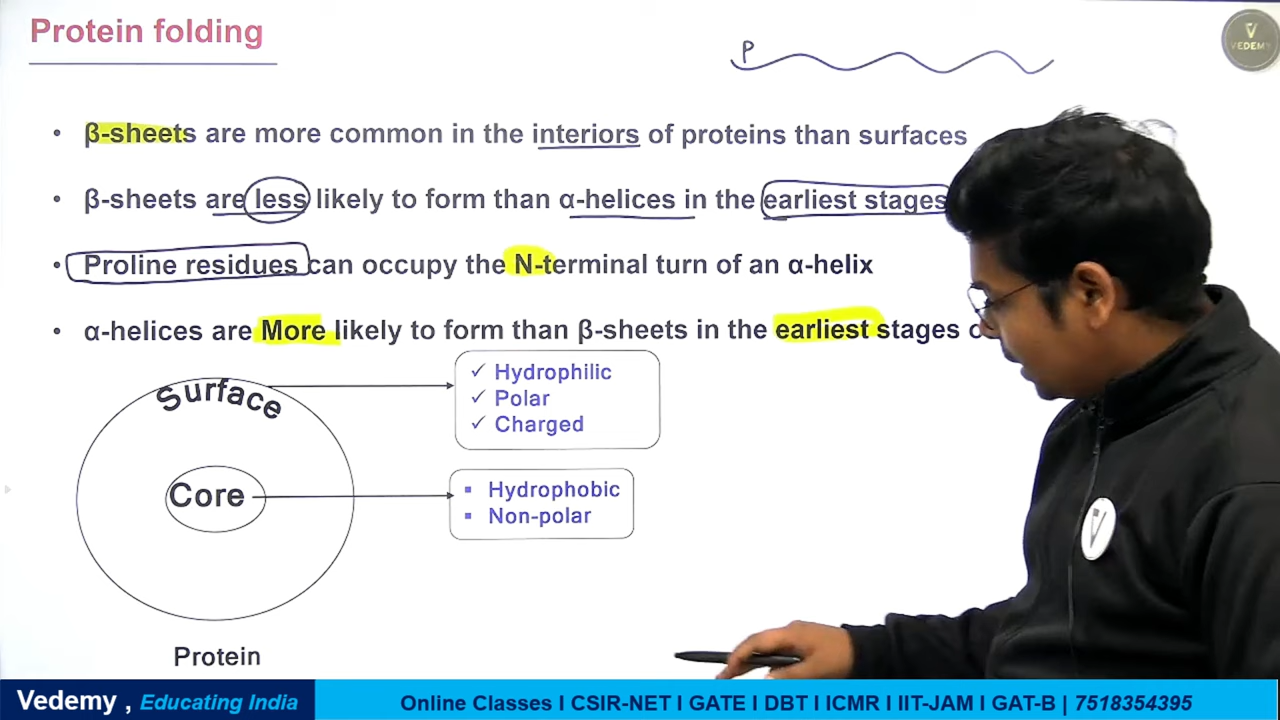 Protein folding
P
VEDEMY
• β-sheets are more common in the interiors of proteins than surfaces
• β-sheets are less likely to form than α-helices in the earliest stages
• Proline residues can occupy the N-terminal turn of an α-helix
• α-helices are More likely to form than β-sheets in the earliest stages
Surface
✓ Hydrophilic
✓ Polar
✓ Charged
Core
▪ Hydrophobic
▪ Non-polar
Protein
Vedemy , Educating India
Online Classes I CSIR-NET I GATE I DBT I ICMR I IIT-JAM I GAT-B | 7518354395